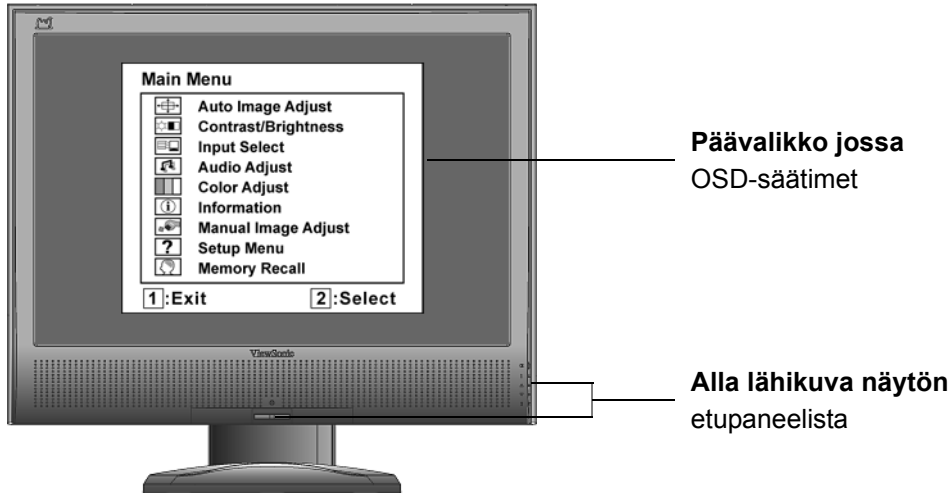 Main Menu
Auto Image Adjust
Contrast/Brightness
Input Select
Audio Adjust
Color Adjust
Information
Manual Image Adjust
? Setup Menu
Memory Recall
1:Exit 2:Select
ViewSonic
Päävalikko jossa
OSD-säätimet
Alla lähikuva näytön
etupaneelista